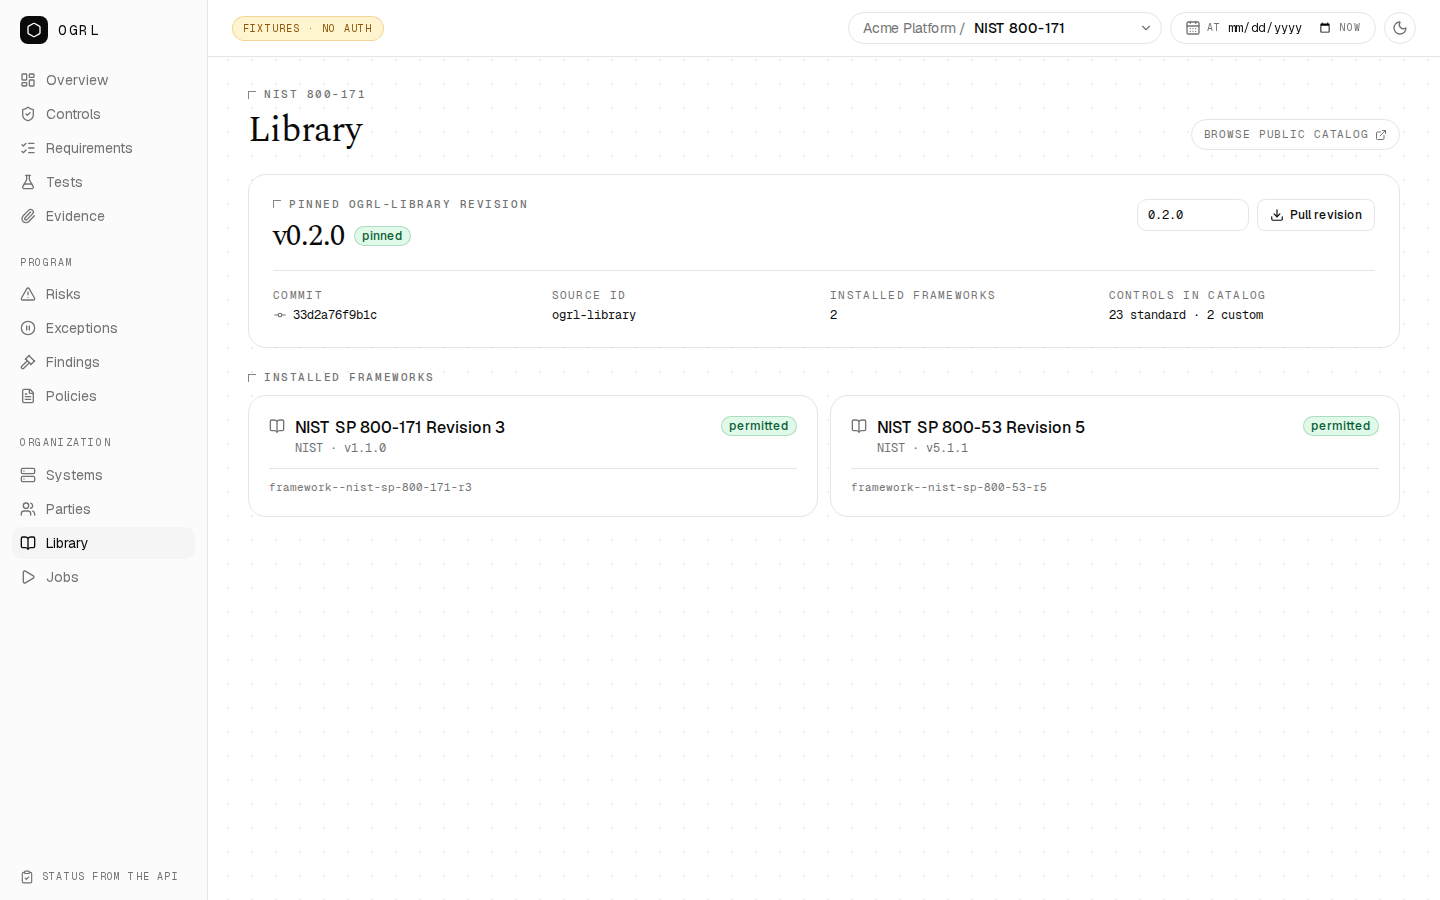 OGRL
FIXTURES · NO AUTH
Acme Platform / NIST 800-171
AT mm/dd/yyyy NOW
Overview
Controls
Requirements
Tests
Evidence
PROGRAM
Risks
Exceptions
Findings
Policies
ORGANIZATION
Systems
Parties
Library
Jobs
STATUS FROM THE API
NIST 800-171
Library
BROWSE PUBLIC CATALOG
PINNED OGRL-LIBRARY REVISION
v0.2.0 pinned
0.2.0 Pull revision
COMMIT
33d2a76f9b1c
SOURCE ID
ogrl-library
INSTALLED FRAMEWORKS
2
CONTROLS IN CATALOG
23 standard · 2 custom
INSTALLED FRAMEWORKS
NIST SP 800-171 Revision 3 permitted
NIST · v1.1.0
framework--nist-sp-800-171-r3
NIST SP 800-53 Revision 5 permitted
NIST · v5.1.1
framework--nist-sp-800-53-r5